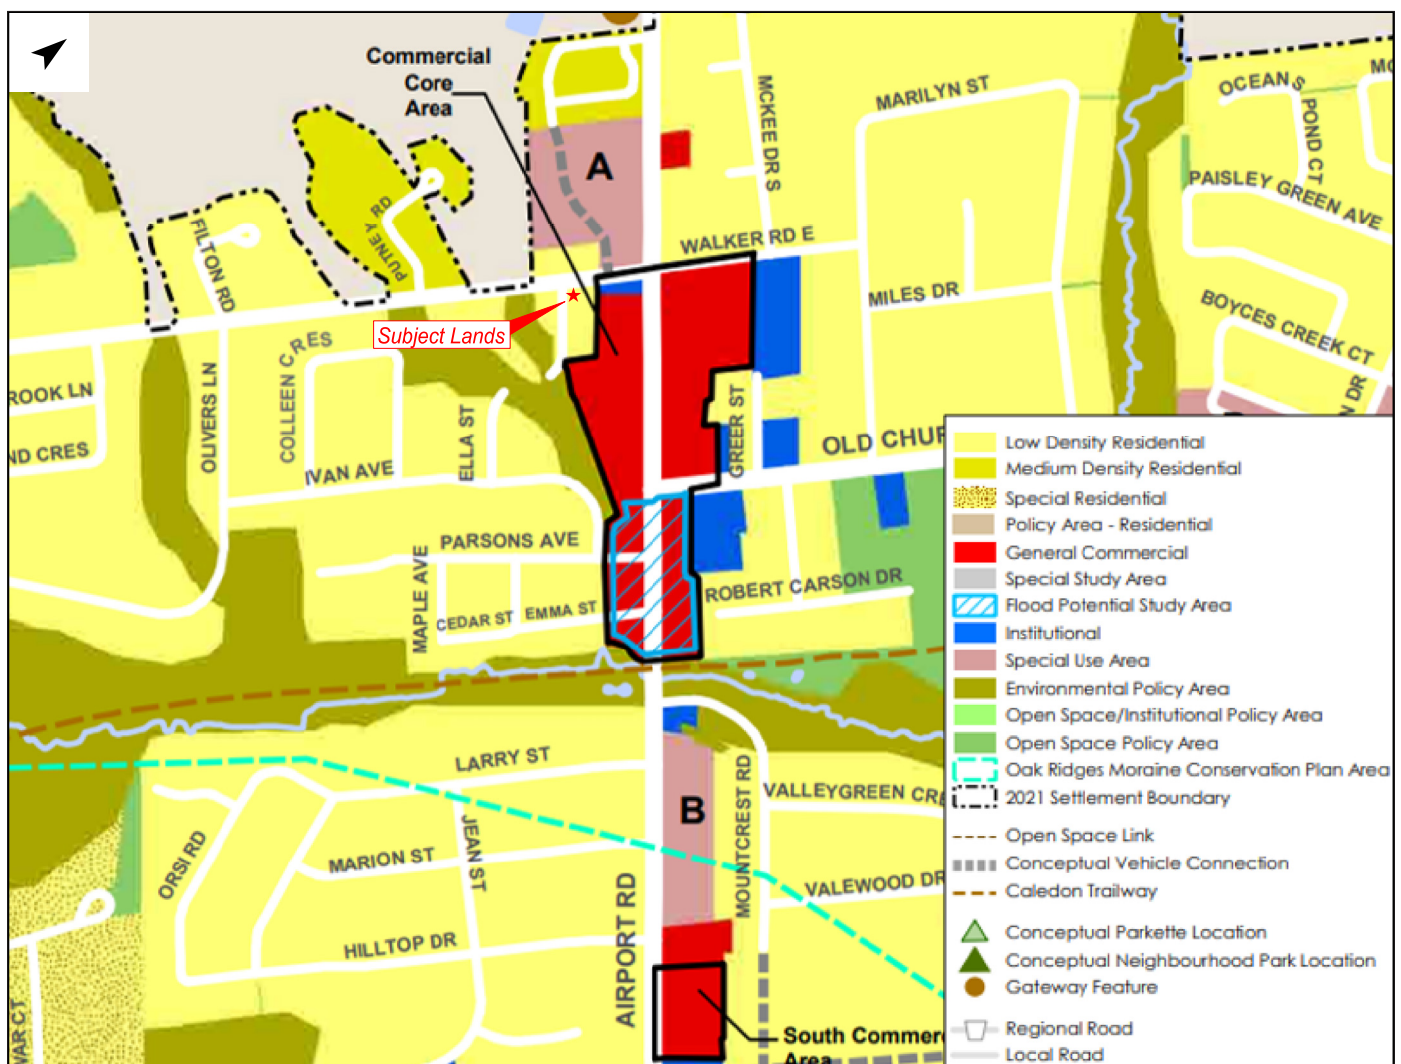 Commercial
Core
Area
A
MCKEE DR S
MARILYN ST
OCEAN S
POND CT
PAISLEY GREEN AVE
PUTNEY RD
FILTON RD
WALKER RD E
MILES DR
BOYCES CREEK CT
Subject Lands
COLLEEN CRES
OLIVERS LN
ROOK LN
ND CRES
ELLA ST
IVAN AVE
GREER ST
OLD CHUR
N DR
PARSONS AVE
MAPLE AVE
CEDAR ST
EMMA ST
ROBERT CARSON DR
LARRY ST
B
MOUNTCREST RD
VALLEYGREEN CRE
ORSI RD
MARION ST
JEAN ST
VALEWOOD DR
AIRPORT RD
HILLTOP DR
WAR CT
South Commer
Area
Low Density Residential
Medium Density Residential
Special Residential
Policy Area - Residential
General Commercial
Special Study Area
Flood Potential Study Area
Institutional
Special Use Area
Environmental Policy Area
Open Space/Institutional Policy Area
Open Space Policy Area
Oak Ridges Moraine Conservation Plan Area
2021 Settlement Boundary
Open Space Link
Conceptual Vehicle Connection
Caledon Trailway
Conceptual Parkette Location
Conceptual Neighbourhood Park Location
Gateway Feature
Regional Road
Local Road